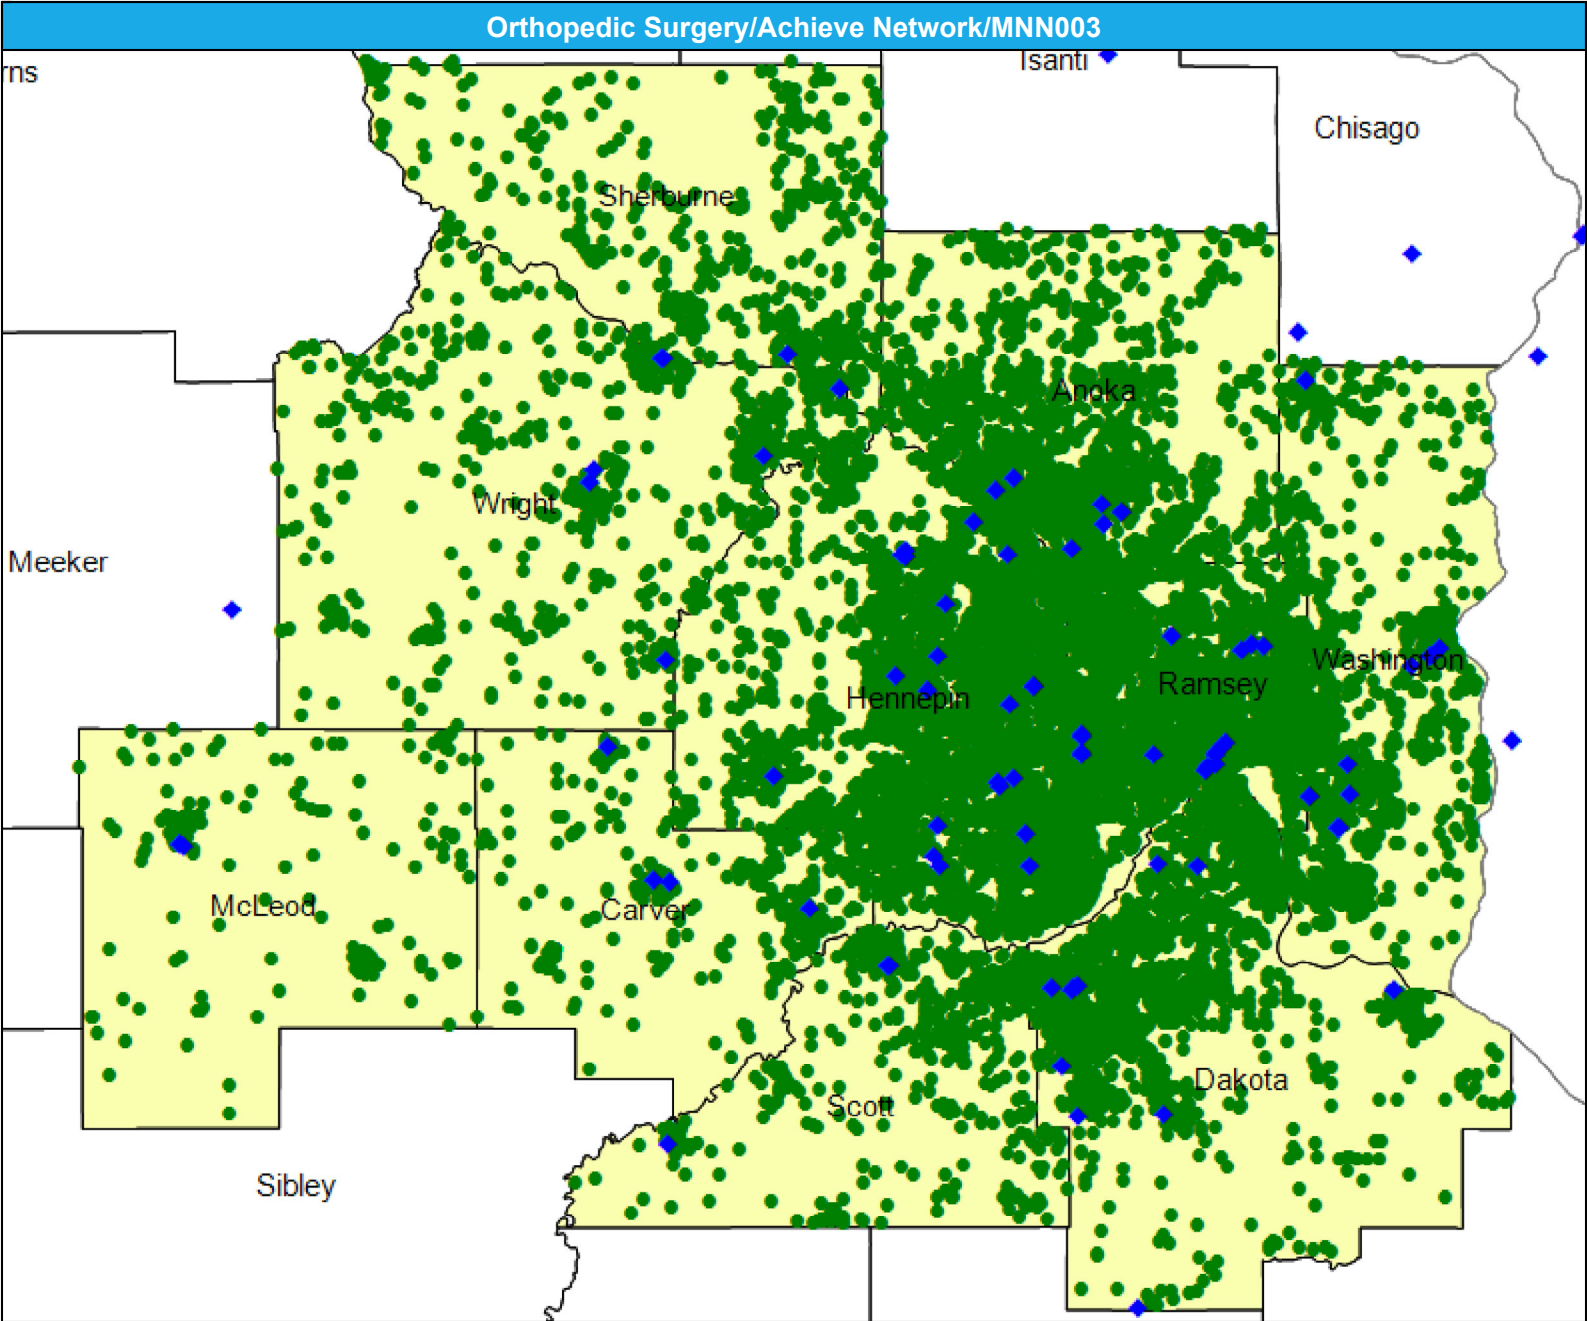 Orthopedic Surgery/Achieve Network/MNN003
rns
Isanti
Chisago
Sherburne
Anoka
Wright
Meeker
Washington
Ramsey
Hennepin
McLeod
Carver
Dakota
Scott
Sibley